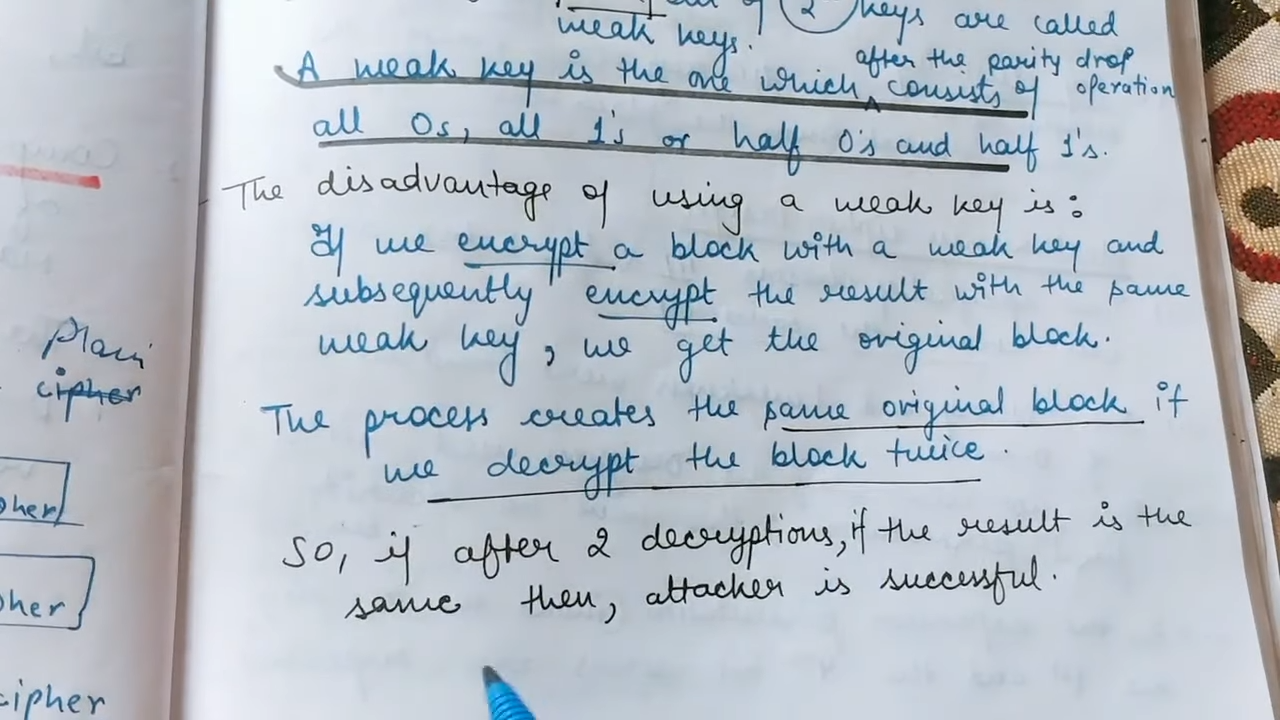 of 2 keys are called
weak keys.
after the parity drop
A weak key is the one which ^ consists of operation
all 0s, all 1's or half 0's and half 1's.
The disadvantage of using a weak key is:
If we encrypt a block with a weak key and
subsequently encrypt the result with the same
weak key, we get the original block.
The process creates the same original block if
we decrypt the block twice.
So, if after 2 decryptions, if the result is the
same then, attacker is successful.
Plain
cipher
cipher